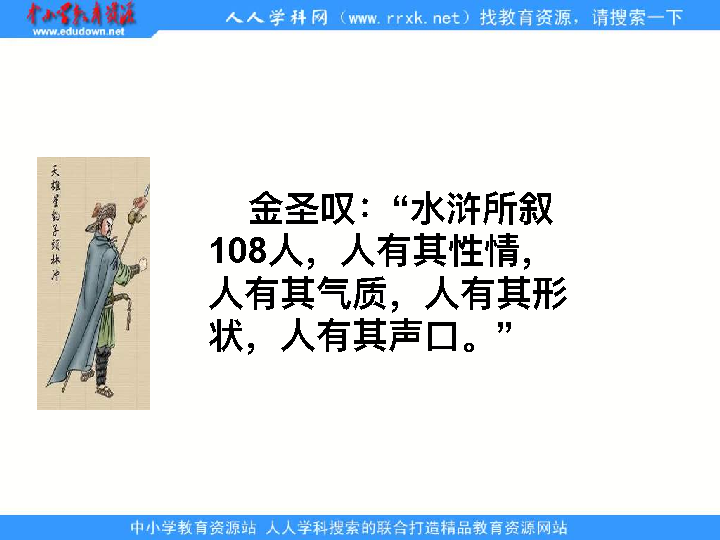 中小学教育资源
www.edudown.net
人人学科网（www.rrxk.net）找教育资源，请搜索一下
天雄星豹子头林冲
金圣叹：“水浒所叙
108人，人有其性情，
人有其气质，人有其形
状，人有其声口。”
中小学教育资源站 人人学科搜索的联合打造精品教育资源网站